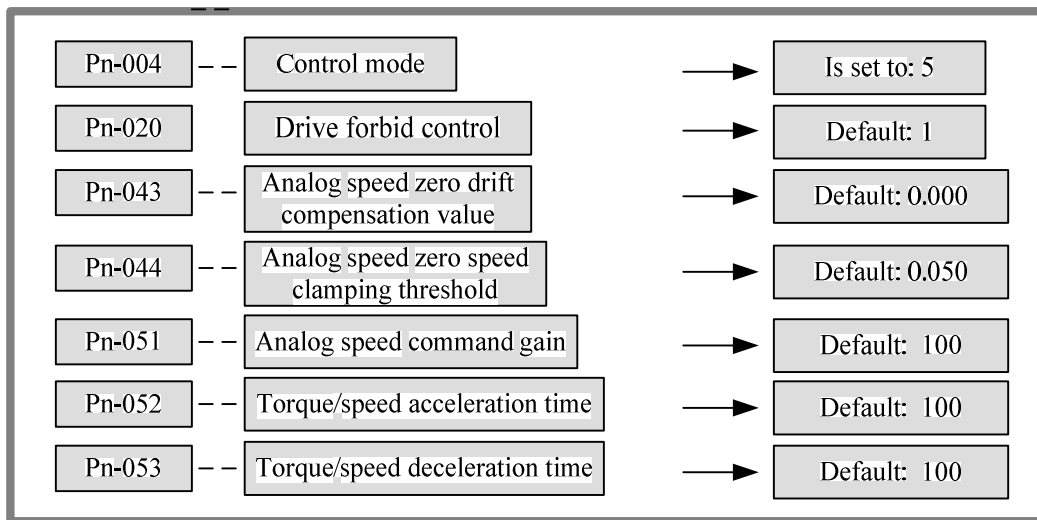 Pn-004 Control mode Is set to: 5
Pn-020 Drive forbid control Default: 1
Pn-043 Analog speed zero drift
compensation value Default: 0.000
Pn-044 Analog speed zero speed
clamping threshold Default: 0.050
Pn-051 Analog speed command gain Default: 100
Pn-052 Torque/speed acceleration time Default: 100
Pn-053 Torque/speed deceleration time Default: 100